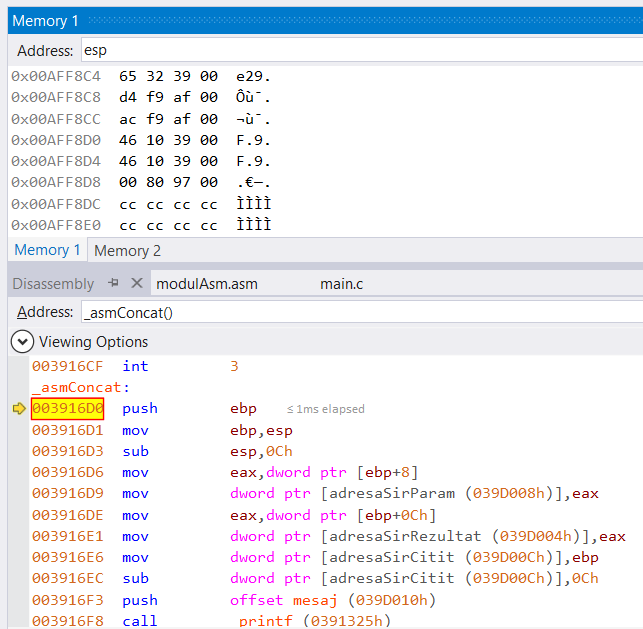 Memory 1
Address: esp
0x00AFF8C4 65 32 39 00 e29.
0x00AFF8C8 d4 f9 af 00 Ôù¯.
0x00AFF8CC ac f9 af 00 ¬ù¯.
0x00AFF8D0 46 10 39 00 F.9.
0x00AFF8D4 46 10 39 00 F.9.
0x00AFF8D8 00 80 97 00 .€—.
0x00AFF8DC cc cc cc cc ÌÌÌÌ
0x00AFF8E0 cc cc cc cc ÌÌÌÌ
Memory 1 Memory 2
Disassembly modulAsm.asm main.c
Address: _asmConcat()
Viewing Options
003916CF int 3
_asmConcat:
003916D0 push ebp ≤ 1ms elapsed
003916D1 mov ebp,esp
003916D3 sub esp,0Ch
003916D6 mov eax,dword ptr [ebp+8]
003916D9 mov dword ptr [adresaSirParam (039D008h)],eax
003916DE mov eax,dword ptr [ebp+0Ch]
003916E1 mov dword ptr [adresaSirRezultat (039D004h)],eax
003916E6 mov dword ptr [adresaSirCitit (039D00Ch)],ebp
003916EC sub dword ptr [adresaSirCitit (039D00Ch)],0Ch
003916F3 push offset mesaj (039D010h)
003916F8 call _printf (0391325h)